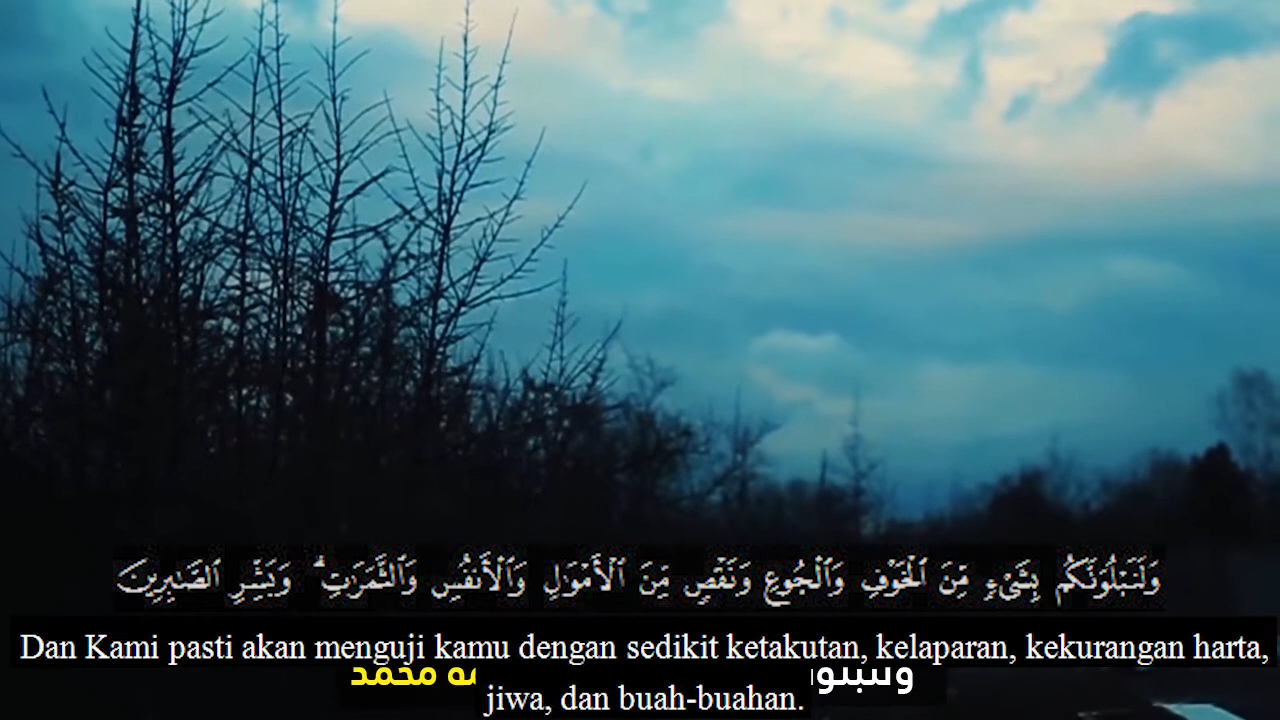 وَلَنَبْلُوَنَّكُم بِشَىْءٍ مِّنَ ٱلْخَوْفِ وَٱلْجُوعِ وَنَقْصٍ مِّنَ ٱلْأَمْوَٰلِ وَٱلْأَنفُسِ وَٱلثَّمَرَٰتِ ۗ وَبَشِّرِ ٱلصَّٰبِرِينَ
Dan Kami pasti akan menguji kamu dengan sedikit ketakutan, kelaparan, kekurangan harta,
محمد
jiwa, dan buah-buahan.